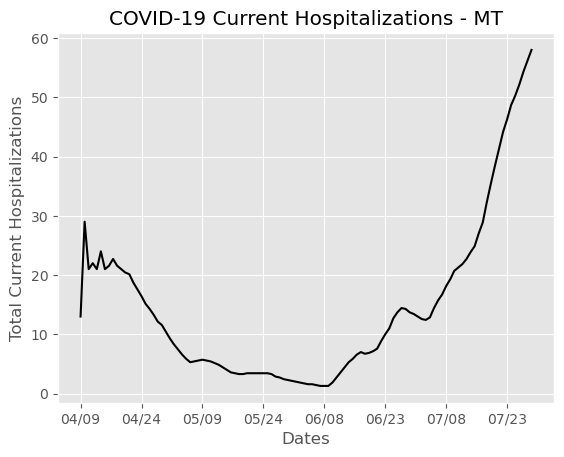 COVID-19 Current Hospitalizations - MT
Total Current Hospitalizations
60
50
40
30
20
10
0
04/09 04/24 05/09 05/24 06/08 06/23 07/08 07/23
Dates